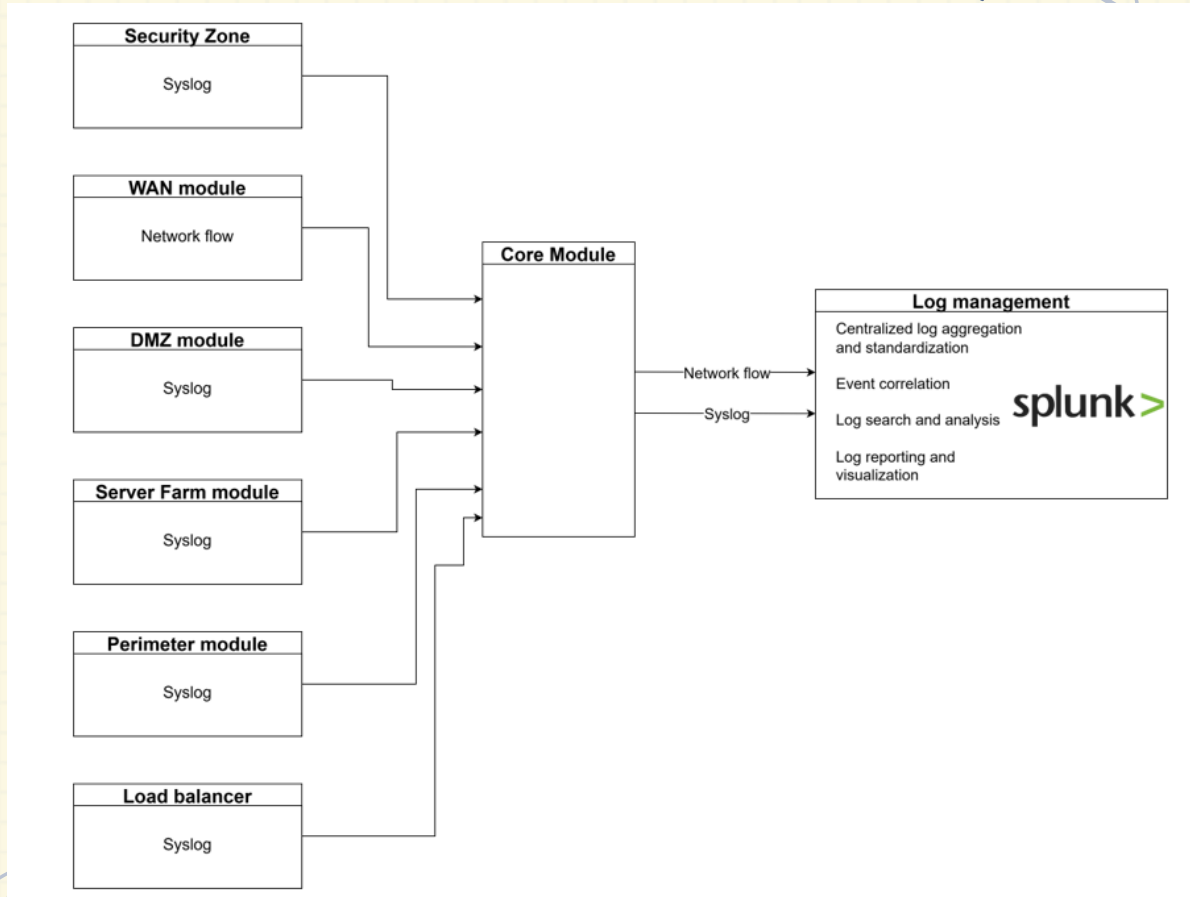 Security Zone
Syslog
WAN module
Network flow
DMZ module
Syslog
Server Farm module
Syslog
Perimeter module
Syslog
Load balancer
Syslog
Core Module
Network flow
Syslog
Log management
Centralized log aggregation
and standardization
Event correlation
Log search and analysis
Log reporting and
visualization
splunk>